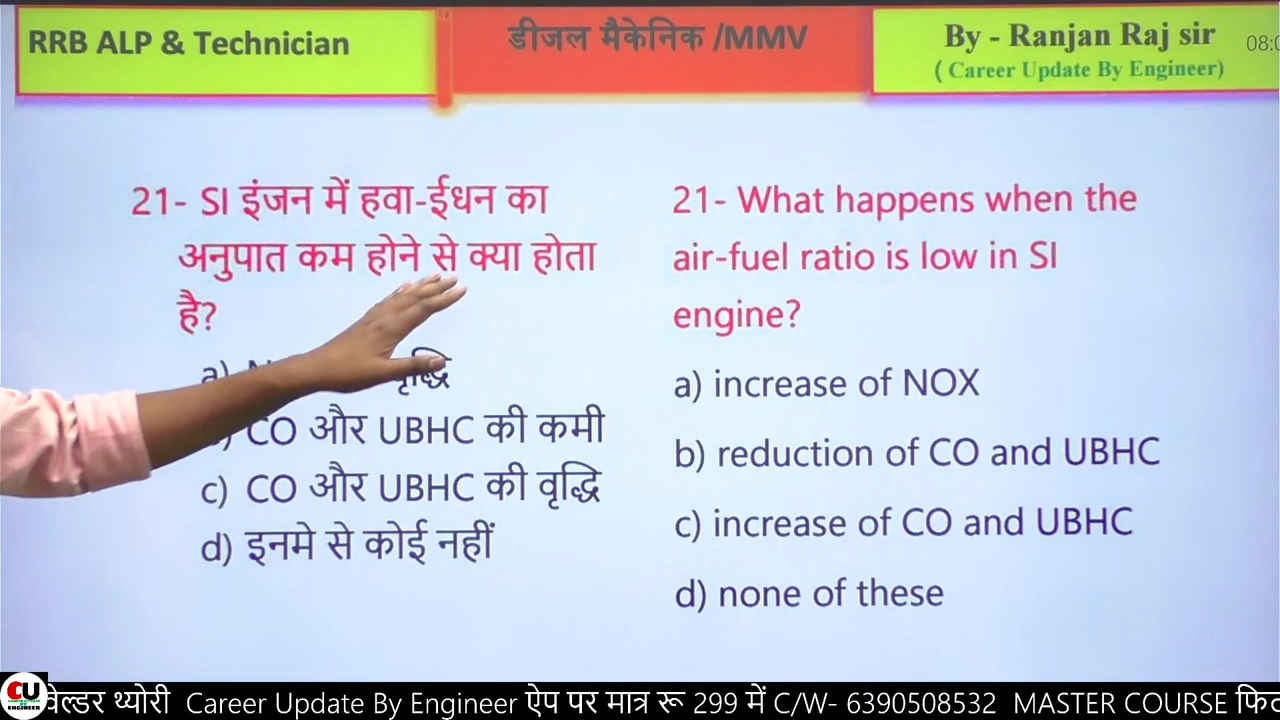 RRB ALP & Technician
डीजल मैकेनिक /MMV
By - Ranjan Raj sir
( Career Update By Engineer)
21- SI इंजन में हवा-ईधन का
अनुपात कम होने से क्या होता
है?
a)
वृद्धि
CO और UBHC की कमी
c) CO और UBHC की वृद्धि
d) इनमे से कोई नहीं
21- What happens when the
air-fuel ratio is low in SI
engine?
a) increase of NOX
b) reduction of CO and UBHC
c) increase of CO and UBHC
d) none of these
CU
ENGINEER
वेल्डर थ्योरी Career Update By Engineer ऐप पर मात्र रू 299 में C/W- 6390508532 MASTER COURSE